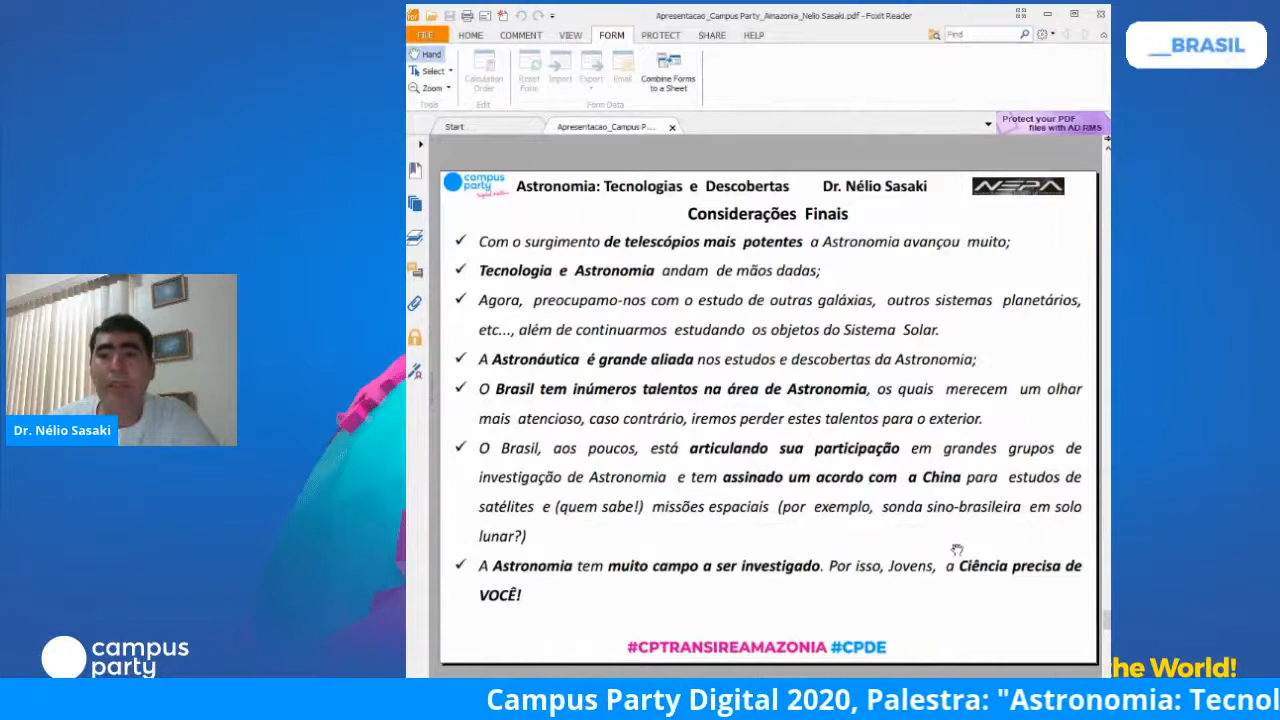 Apresentacao_Campus Party_Amazonia_Nelio Sasaki.pdf - Foxit Reader
FILE HOME COMMENT VIEW FORM PROTECT SHARE HELP Find
Hand
Select
Zoom
Tools
Calculation Order
Edit
Reset Form
Import
Export
Email
Combine Forms to a Sheet
Form Data
Start
Apresentacao_Campus P...
Protect your PDF
files with AD RMS
__BRASIL
campus party
Astronomia: Tecnologias e Descobertas Dr. Nélio Sasaki
NEPA
Considerações Finais
Com o surgimento de telescópios mais potentes a Astronomia avançou muito;
Tecnologia e Astronomia andam de mãos dadas;
Agora, preocupamo-nos com o estudo de outras galáxias, outros sistemas planetários,
etc..., além de continuarmos estudando os objetos do Sistema Solar.
A Astronáutica é grande aliada nos estudos e descobertas da Astronomia;
O Brasil tem inúmeros talentos na área de Astronomia, os quais merecem um olhar
mais atencioso, caso contrário, iremos perder estes talentos para o exterior.
O Brasil, aos poucos, está articulando sua participação em grandes grupos de
investigação de Astronomia e tem assinado um acordo com a China para estudos de
satélites e (quem sabe!) missões espaciais (por exemplo, sonda sino-brasileira em solo
lunar?)
A Astronomia tem muito campo a ser investigado. Por isso, Jovens, a Ciência precisa de
VOCÊ!
#CPTRANSIREAMAZONIA #CPDE
Dr. Nélio Sasaki
campus
party
the World!
Campus Party Digital 2020, Palestra: "Astronomia: Tecnol